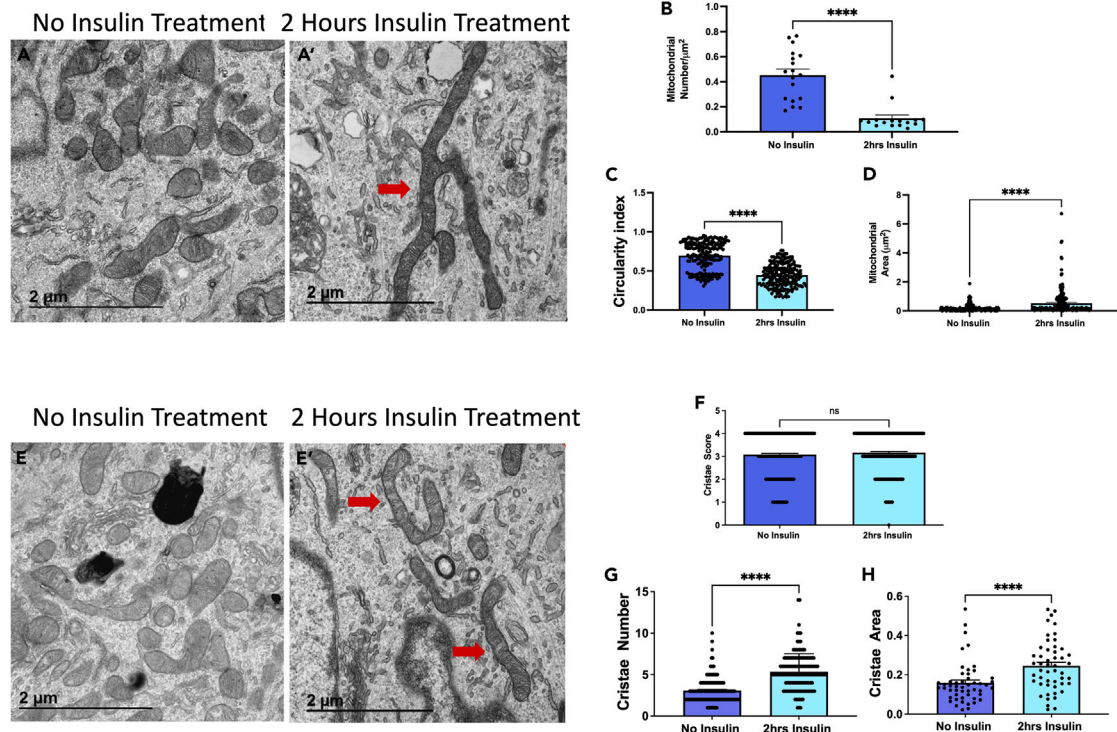 No Insulin Treatment
2 Hours Insulin Treatment
A
A'
2 μm
2 μm
B
****
Mitochondrial
Number/μm²
1.0
0.8
0.6
0.4
0.2
0.0
No Insulin
2hrs Insulin
C
****
Circularity index
1.5
1.0
0.5
0.0
No Insulin
2hrs Insulin
D
****
Mitochondrial
Area (μm²)
8
6
4
2
0
No Insulin
2hrs Insulin
No Insulin Treatment
2 Hours Insulin Treatment
E
E'
2 μm
2 μm
F
ns
Cristae Score
5
4
3
2
1
0
No Insulin
2hrs Insulin
G
****
Cristae Number
15
10
5
0
No Insulin
2hrs Insulin
H
****
Cristae Area
0.6
0.4
0.2
0.0
No Insulin
2hrs Insulin